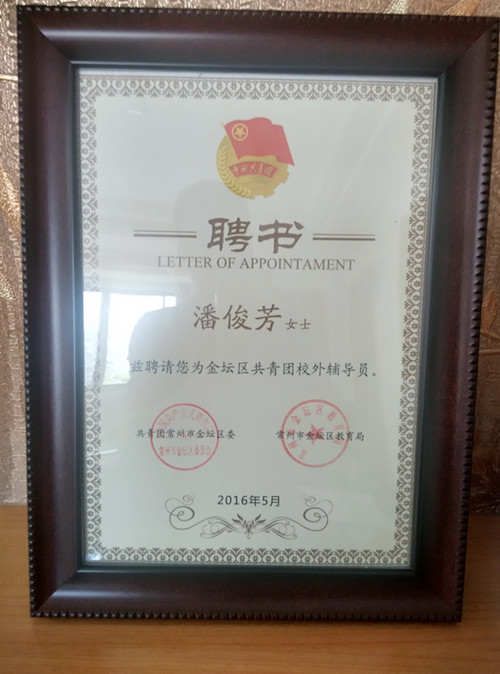 聘书
LETTER OF APPOINTAMENT
潘俊芳 女士
兹聘请您为金坛区共青团校外辅导员。
共青团常州市金坛区委 常州市金坛区教育局
2016年5月